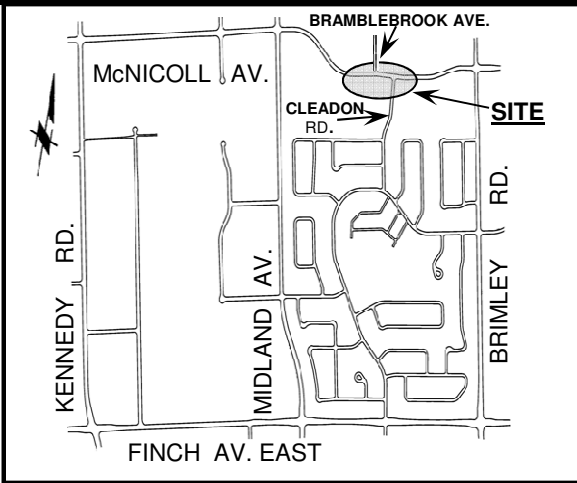 BRAMBLEBROOK AVE.
McNICOLL AV.
CLEADON
RD.
SITE
KENNEDY RD.
MIDLAND AV.
BRIMLEY RD.
FINCH AV. EAST